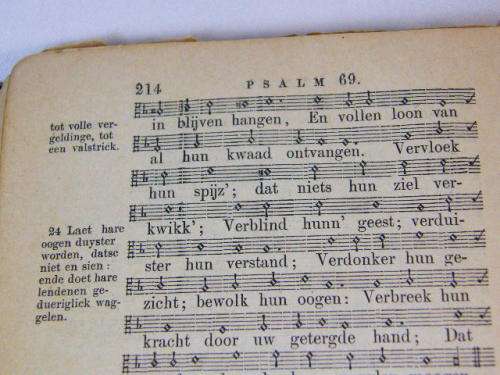 214 PSALM 69.
tot volle ver-
geldinge, tot
een valstrick.
in blijven hangen, En vollen loon van
al hun kwaad ontvangen. Vervloek
hun spijz'; dat niets hun ziel ver-
kwikk'; Verblind hunn' geest; verdui-
ster hun verstand; Verdonker hun ge-
zicht; bewolk hun oogen: Verbreek hun
kracht door uw getergde hand; Dat
24 Laet hare
oogen duyster
worden, datse
niet en sien:
ende doet hare
lendenen ge-
dueriglick wag-
gelen.